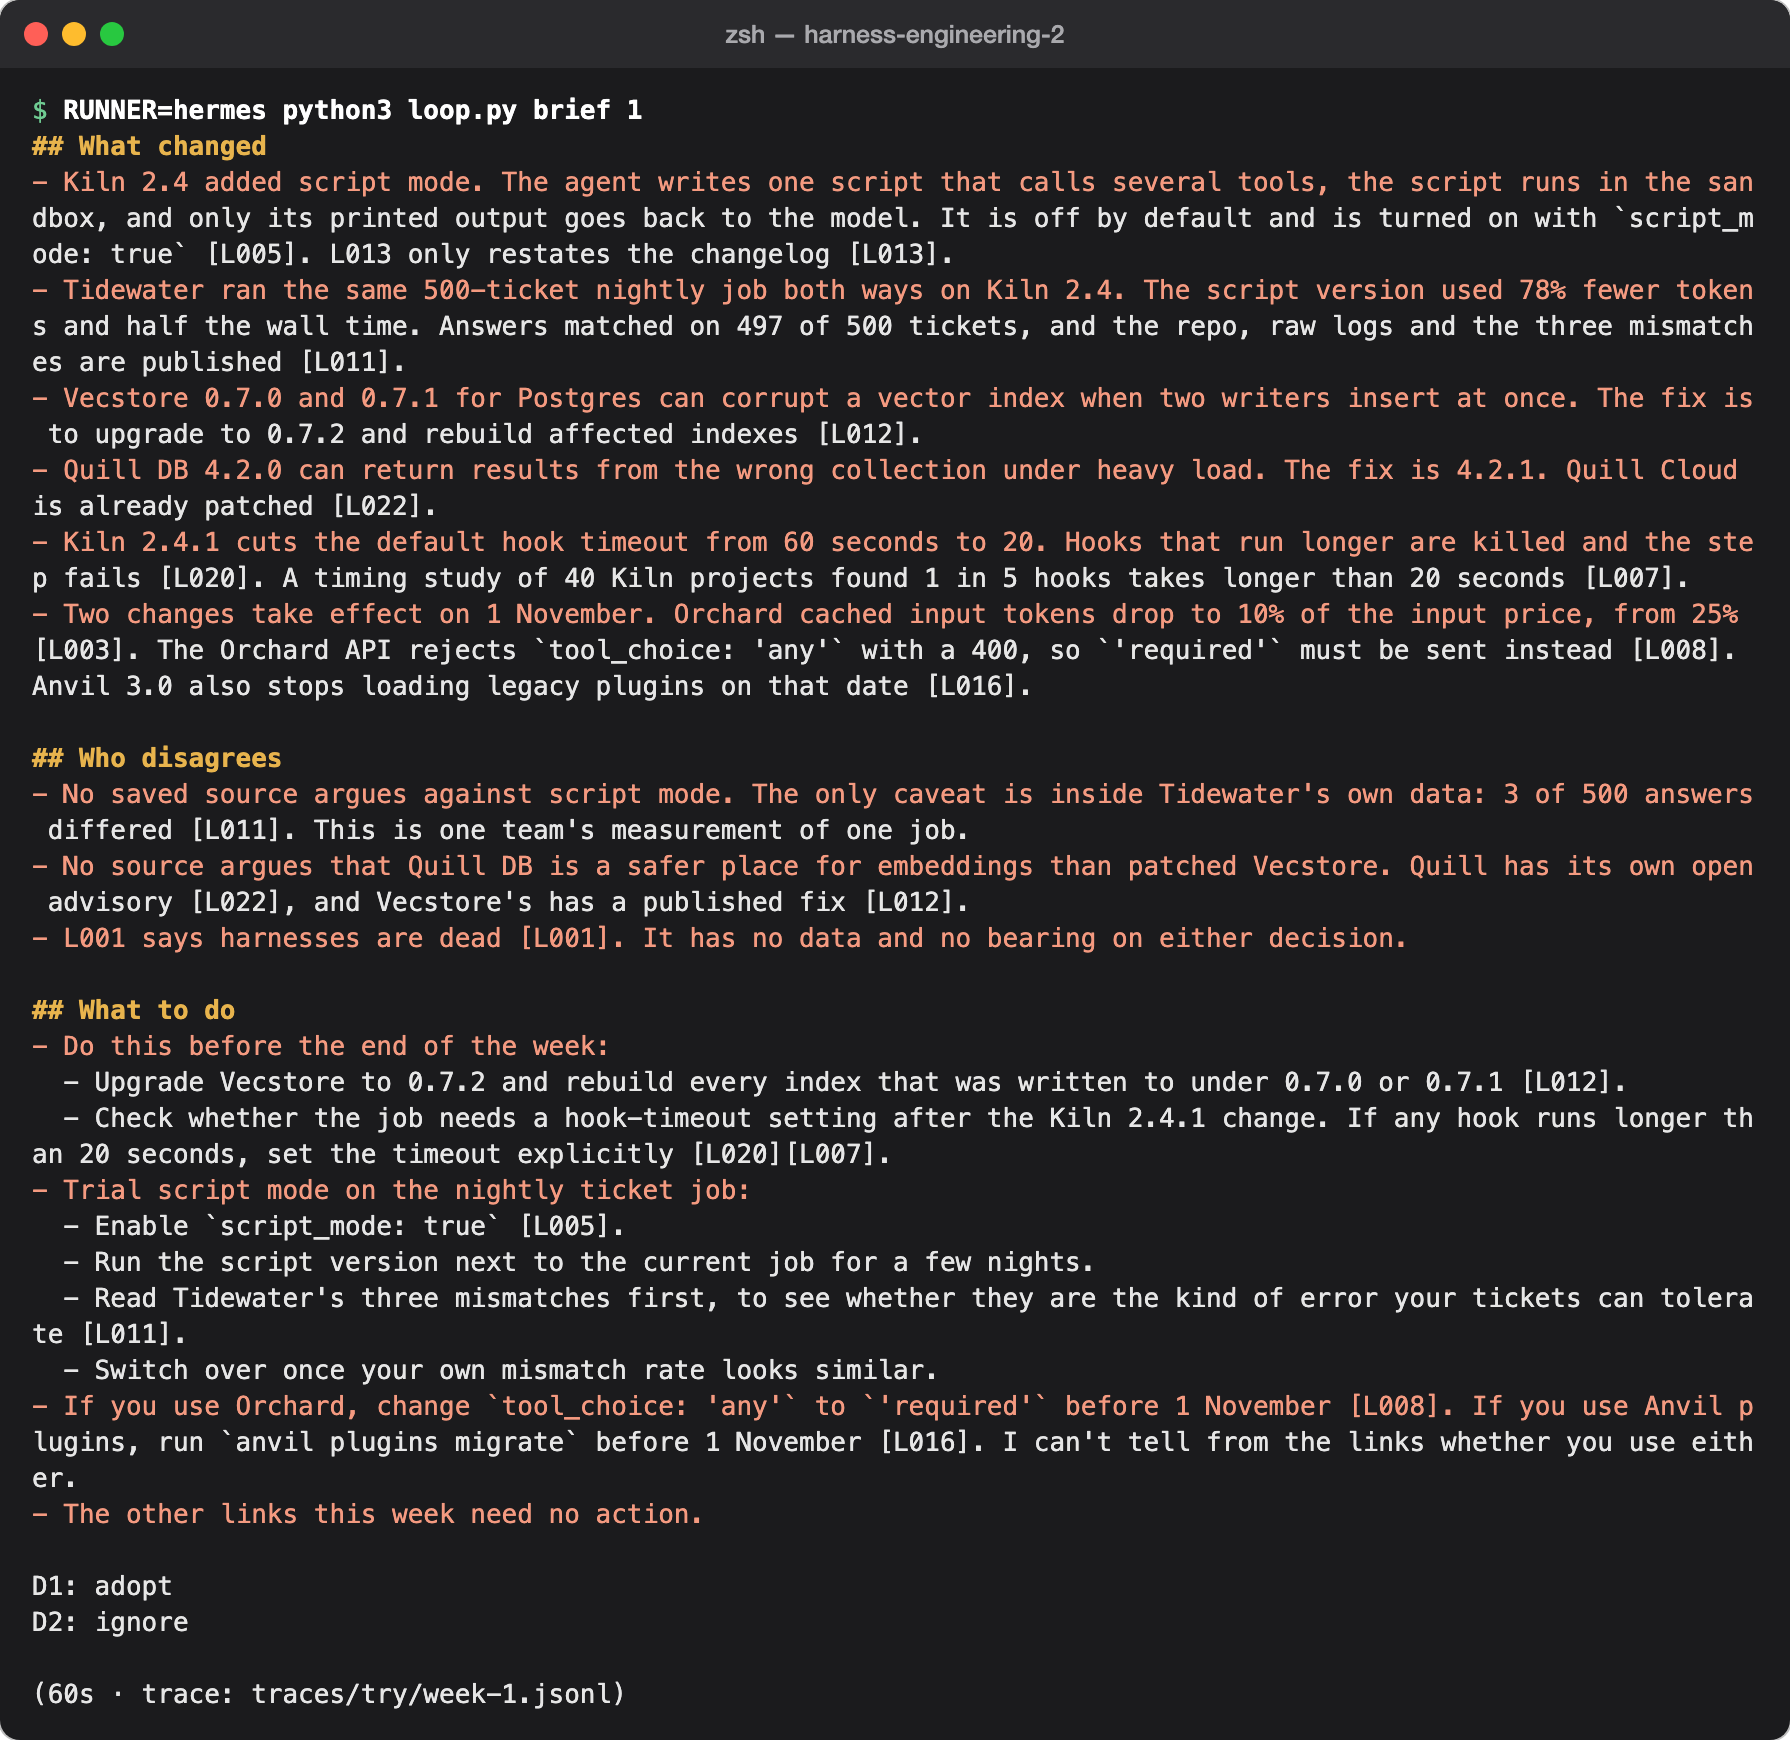 zsh — harness-engineering-2
$ RUNNER=hermes python3 loop.py brief 1
## What changed
– Kiln 2.4 added script mode. The agent writes one script that calls several tools, the script runs in the san
dbox, and only its printed output goes back to the model. It is off by default and is turned on with `script_m
ode: true` [L005]. L013 only restates the changelog [L013].
– Tidewater ran the same 500–ticket nightly job both ways on Kiln 2.4. The script version used 78% fewer token
s and half the wall time. Answers matched on 497 of 500 tickets, and the repo, raw logs and the three mismatch
es are published [L011].
– Vecstore 0.7.0 and 0.7.1 for Postgres can corrupt a vector index when two writers insert at once. The fix is
 to upgrade to 0.7.2 and rebuild affected indexes [L012].
– Quill DB 4.2.0 can return results from the wrong collection under heavy load. The fix is 4.2.1. Quill Cloud
is already patched [L022].
– Kiln 2.4.1 cuts the default hook timeout from 60 seconds to 20. Hooks that run longer are killed and the ste
p fails [L020]. A timing study of 40 Kiln projects found 1 in 5 hooks takes longer than 20 seconds [L007].
– Two changes take effect on 1 November. Orchard cached input tokens drop to 10% of the input price, from 25%
[L003]. The Orchard API rejects `tool_choice: 'any'` with a 400, so `'required'` must be sent instead [L008].
Anvil 3.0 also stops loading legacy plugins on that date [L016].
## Who disagrees
– No saved source argues against script mode. The only caveat is inside Tidewater's own data: 3 of 500 answers
 differed [L011]. This is one team's measurement of one job.
– No source argues that Quill DB is a safer place for embeddings than patched Vecstore. Quill has its own open
 advisory [L022], and Vecstore's has a published fix [L012].
– L001 says harnesses are dead [L001]. It has no data and no bearing on either decision.
## What to do
– Do this before the end of the week:
  – Upgrade Vecstore to 0.7.2 and rebuild every index that was written to under 0.7.0 or 0.7.1 [L012].
  – Check whether the job needs a hook–timeout setting after the Kiln 2.4.1 change. If any hook runs longer th
an 20 seconds, set the timeout explicitly [L020][L007].
– Trial script mode on the nightly ticket job:
  – Enable `script_mode: true` [L005].
  – Run the script version next to the current job for a few nights.
  – Read Tidewater's three mismatches first, to see whether they are the kind of error your tickets can tolera
te [L011].
  – Switch over once your own mismatch rate looks similar.
– If you use Orchard, change `tool_choice: 'any'` to `'required'` before 1 November [L008]. If you use Anvil p
lugins, run `anvil plugins migrate` before 1 November [L016]. I can't tell from the links whether you use eith
er.
– The other links this week need no action.
D1: adopt
D2: ignore
(60s · trace: traces/try/week–1.jsonl)